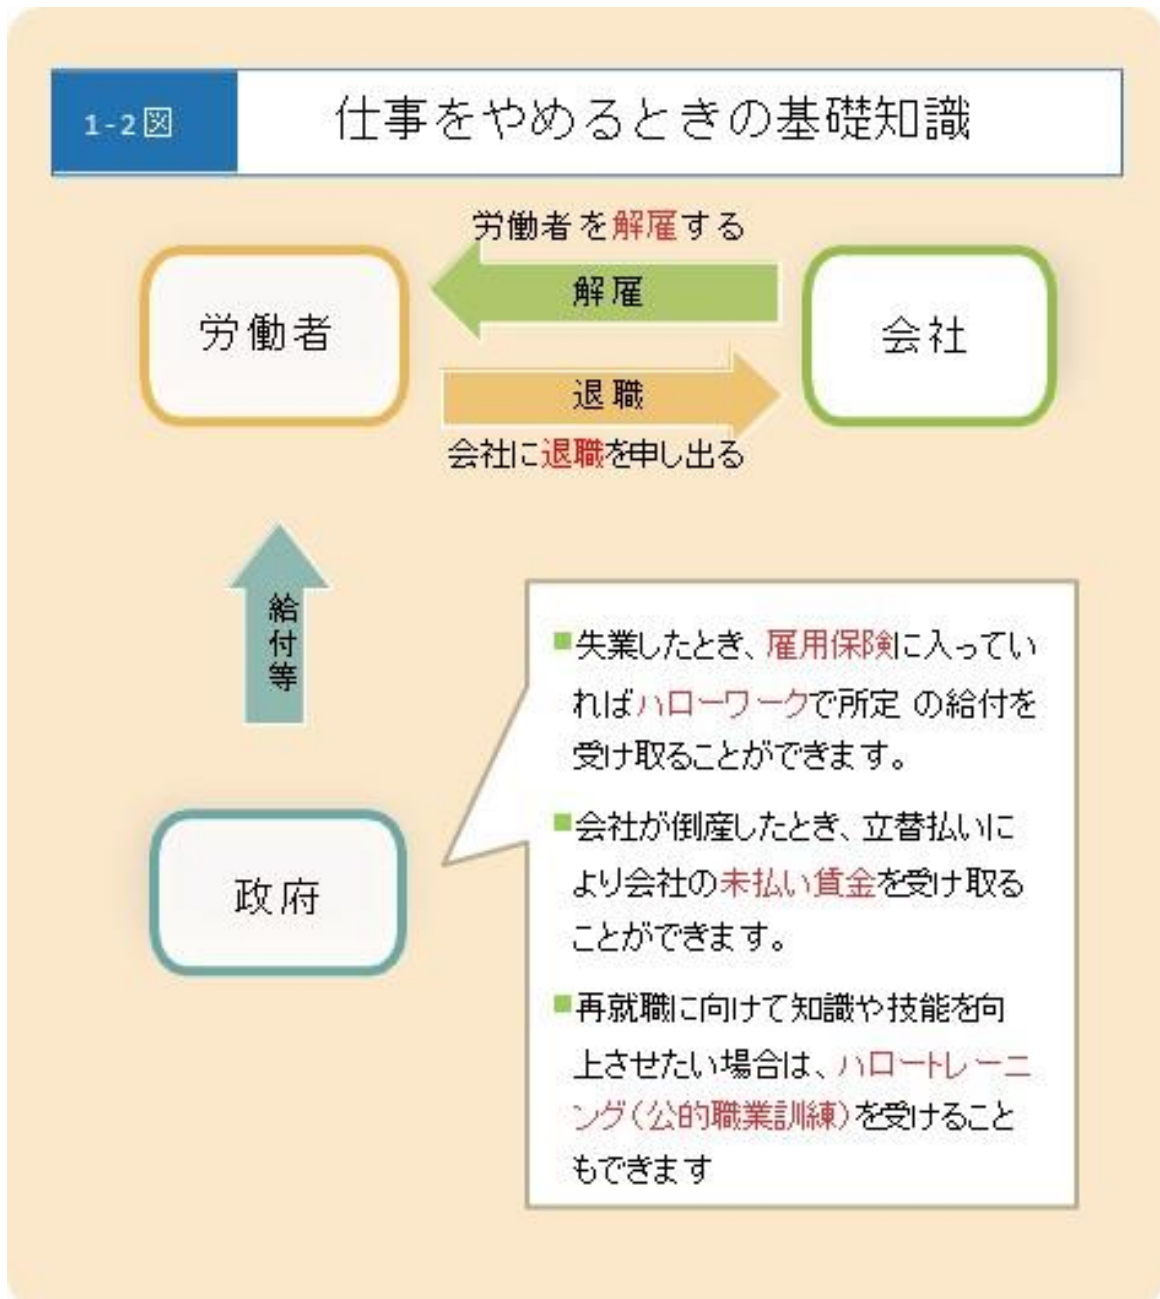 1-2図
仕事をやめるときの基礎知識
労働者を解雇する
解雇
労働者
会社
退職
会社に退職を申し出る
給付等
政府
■失業したとき、雇用保険に入ってい
ればハローワークで所定 の給付を
受け取ることができます。
■会社が倒産したとき、立替払いに
より会社の未払い賃金を受け取る
ことができます。
■再就職に向けて知識や技能を向
上させたい場合は、ハロートレーニ
ング(公的職業訓練)を受けること
もできます